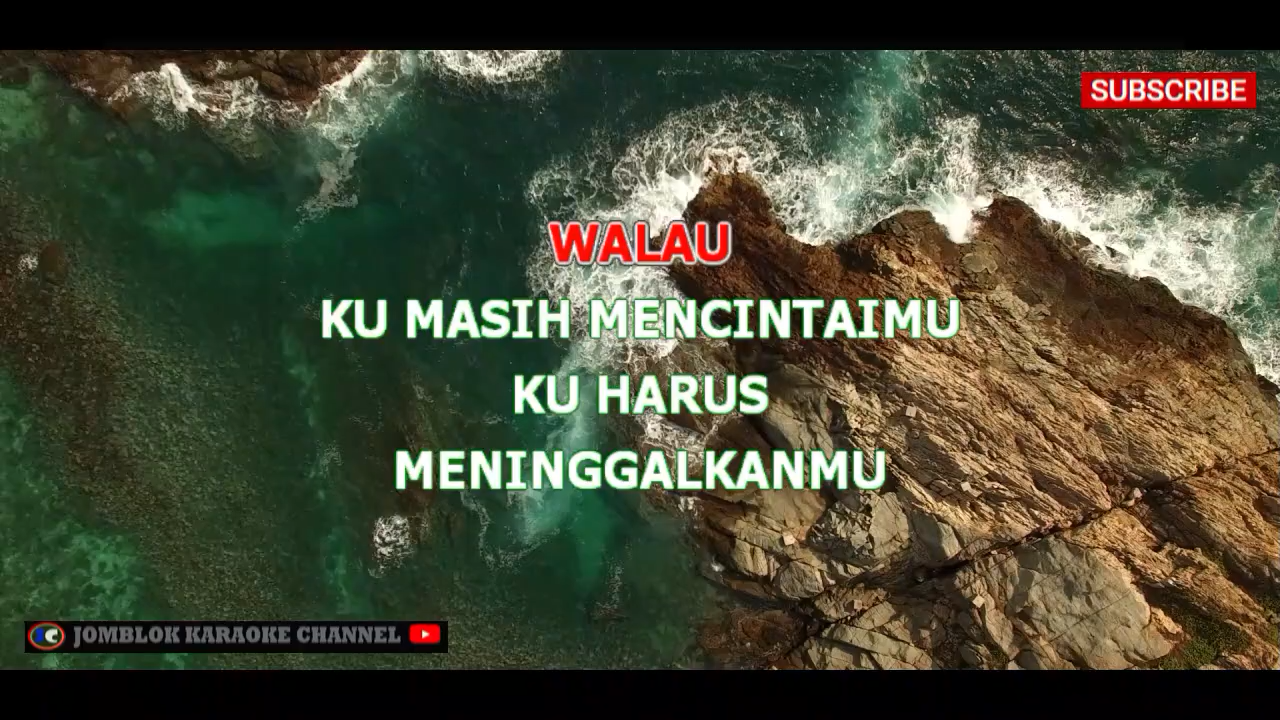 SUBSCRIBE
WALAU
KU MASIH MENCINTAIMU
KU HARUS
MENINGGALKANMU
JOMBLOK KARAOKE CHANNEL